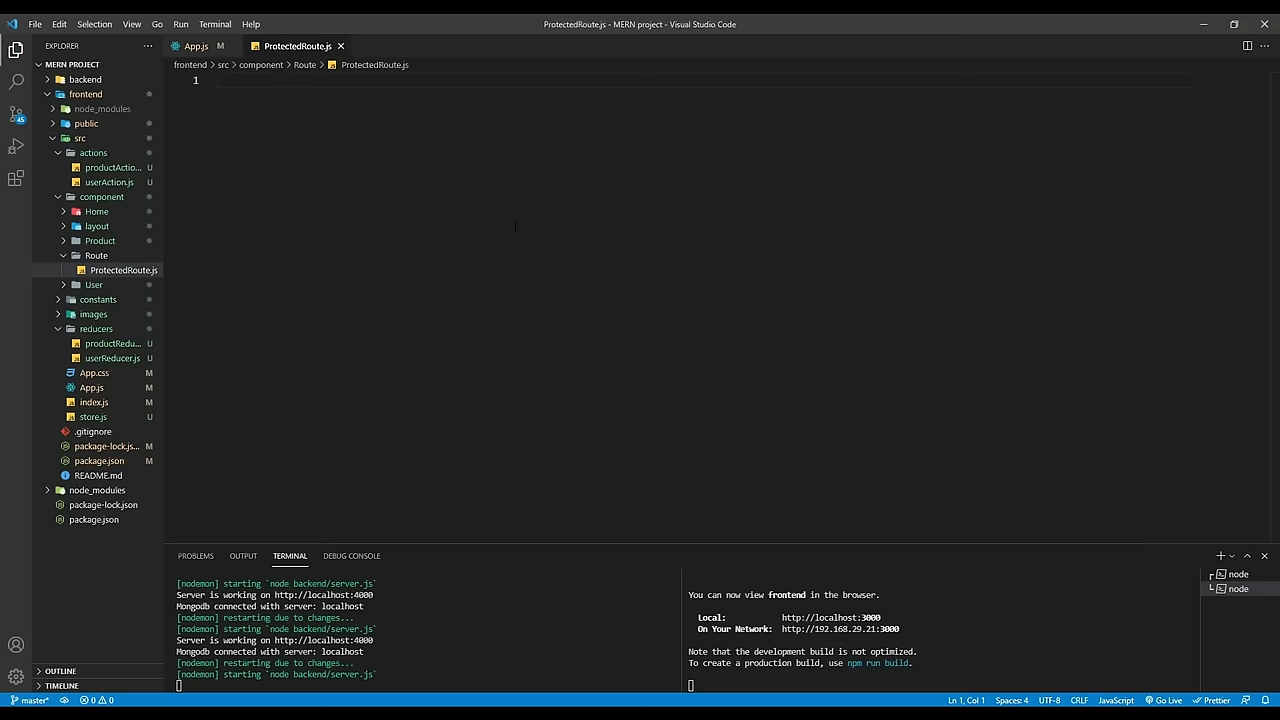 File Edit Selection View Go Run Terminal Help
ProtectedRoute.js - MERN project - Visual Studio Code
EXPLORER
App.js M
ProtectedRoute.js
frontend > src > component > Route > ProtectedRoute.js
1
MERN PROJECT
backend
frontend
node_modules
public
src
actions
productActio... U
userAction.js U
component
Home
layout
Product
Route
ProtectedRoute.js
User
constants
images
reducers
productRedu... U
userReducer.js U
App.css M
App.js M
index.js M
store.js U
.gitignore
package-lock.js... M
package.json M
README.md
node_modules
package-lock.json
package.json
OUTLINE
TIMELINE
45
PROBLEMS OUTPUT TERMINAL DEBUG CONSOLE
[nodemon] starting `node backend/server.js`
Server is working on http://localhost:4000
Mongodb connected with server: localhost
[nodemon] restarting due to changes...
[nodemon] starting `node backend/server.js`
Server is working on http://localhost:4000
Mongodb connected with server: localhost
[nodemon] restarting due to changes...
[nodemon] starting `node backend/server.js`
You can now view frontend in the browser.
Local: http://localhost:3000
On Your Network: http://192.168.29.21:3000
Note that the development build is not optimized.
To create a production build, use npm run build.
node
node
master* 0 0
Ln 1, Col 1 Spaces: 4 UTF-8 CRLF JavaScript Go Live Prettier